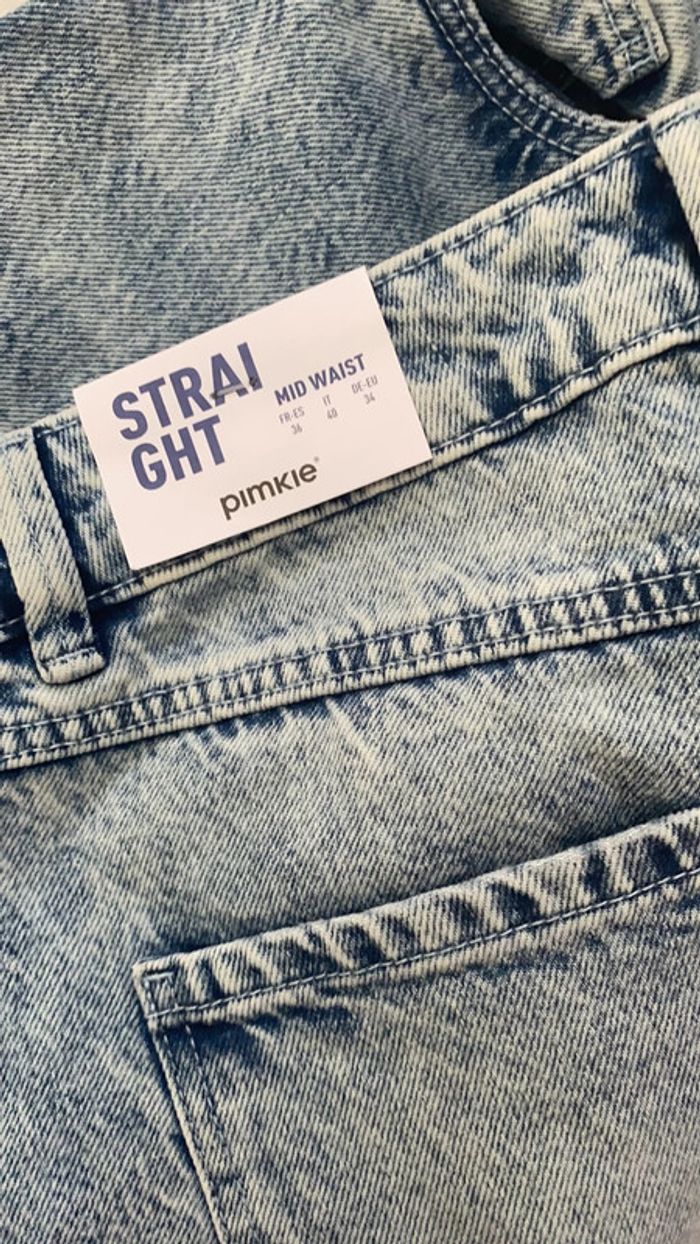 STRAI
GHT
MID WAIST
FR-ES IT DE-EU
36 40 34
pimkie®